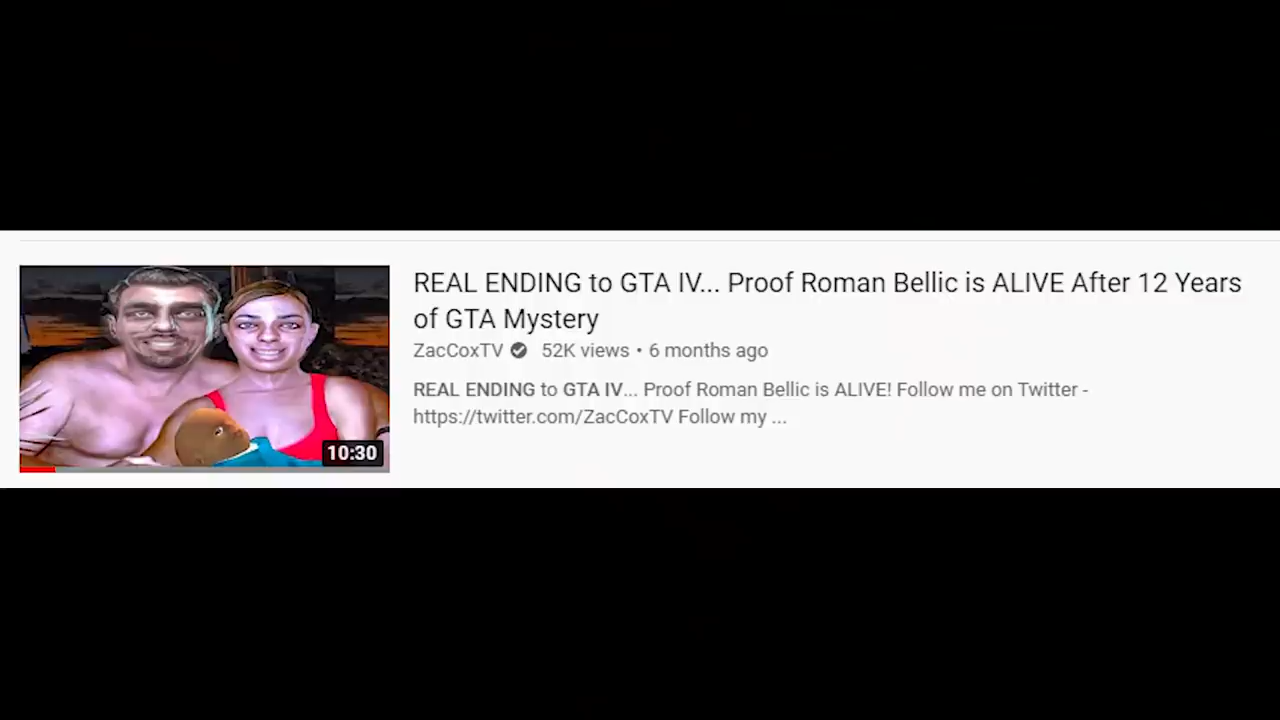 REAL ENDING to GTA IV... Proof Roman Bellic is ALIVE After 12 Years
of GTA Mystery
ZacCoxTV 52K views • 6 months ago
REAL ENDING to GTA IV... Proof Roman Bellic is ALIVE! Follow me on Twitter -
https://twitter.com/ZacCoxTV Follow my ...
10:30